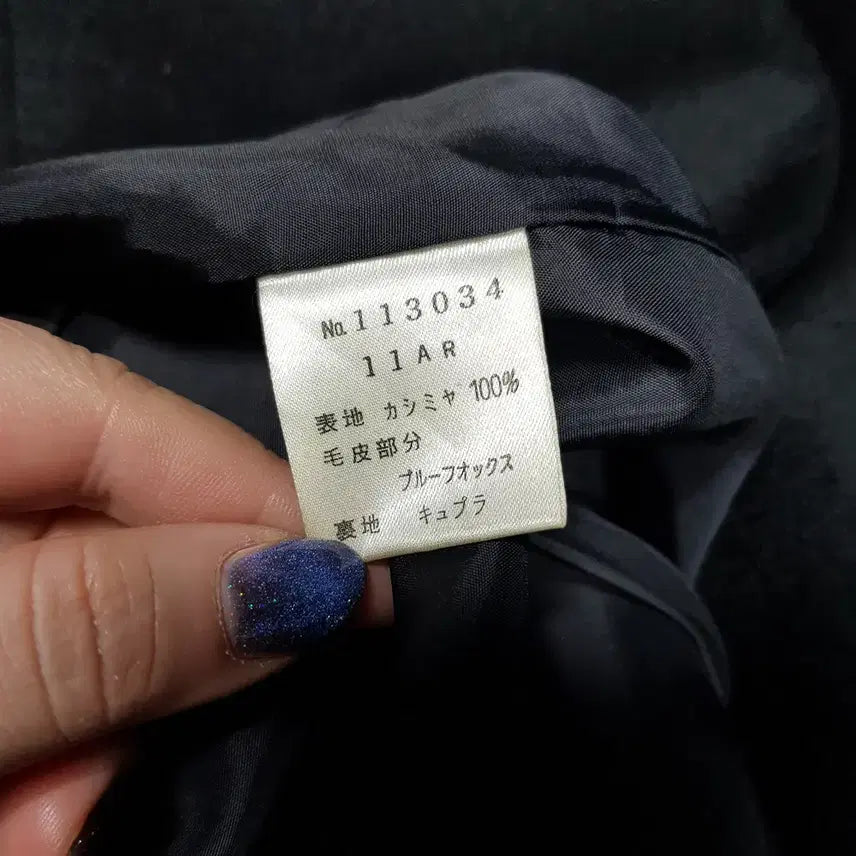 №113034
11AR
表地 カシミヤ 100%
毛皮部分
ブルーフオックス
裏地 キュプラ